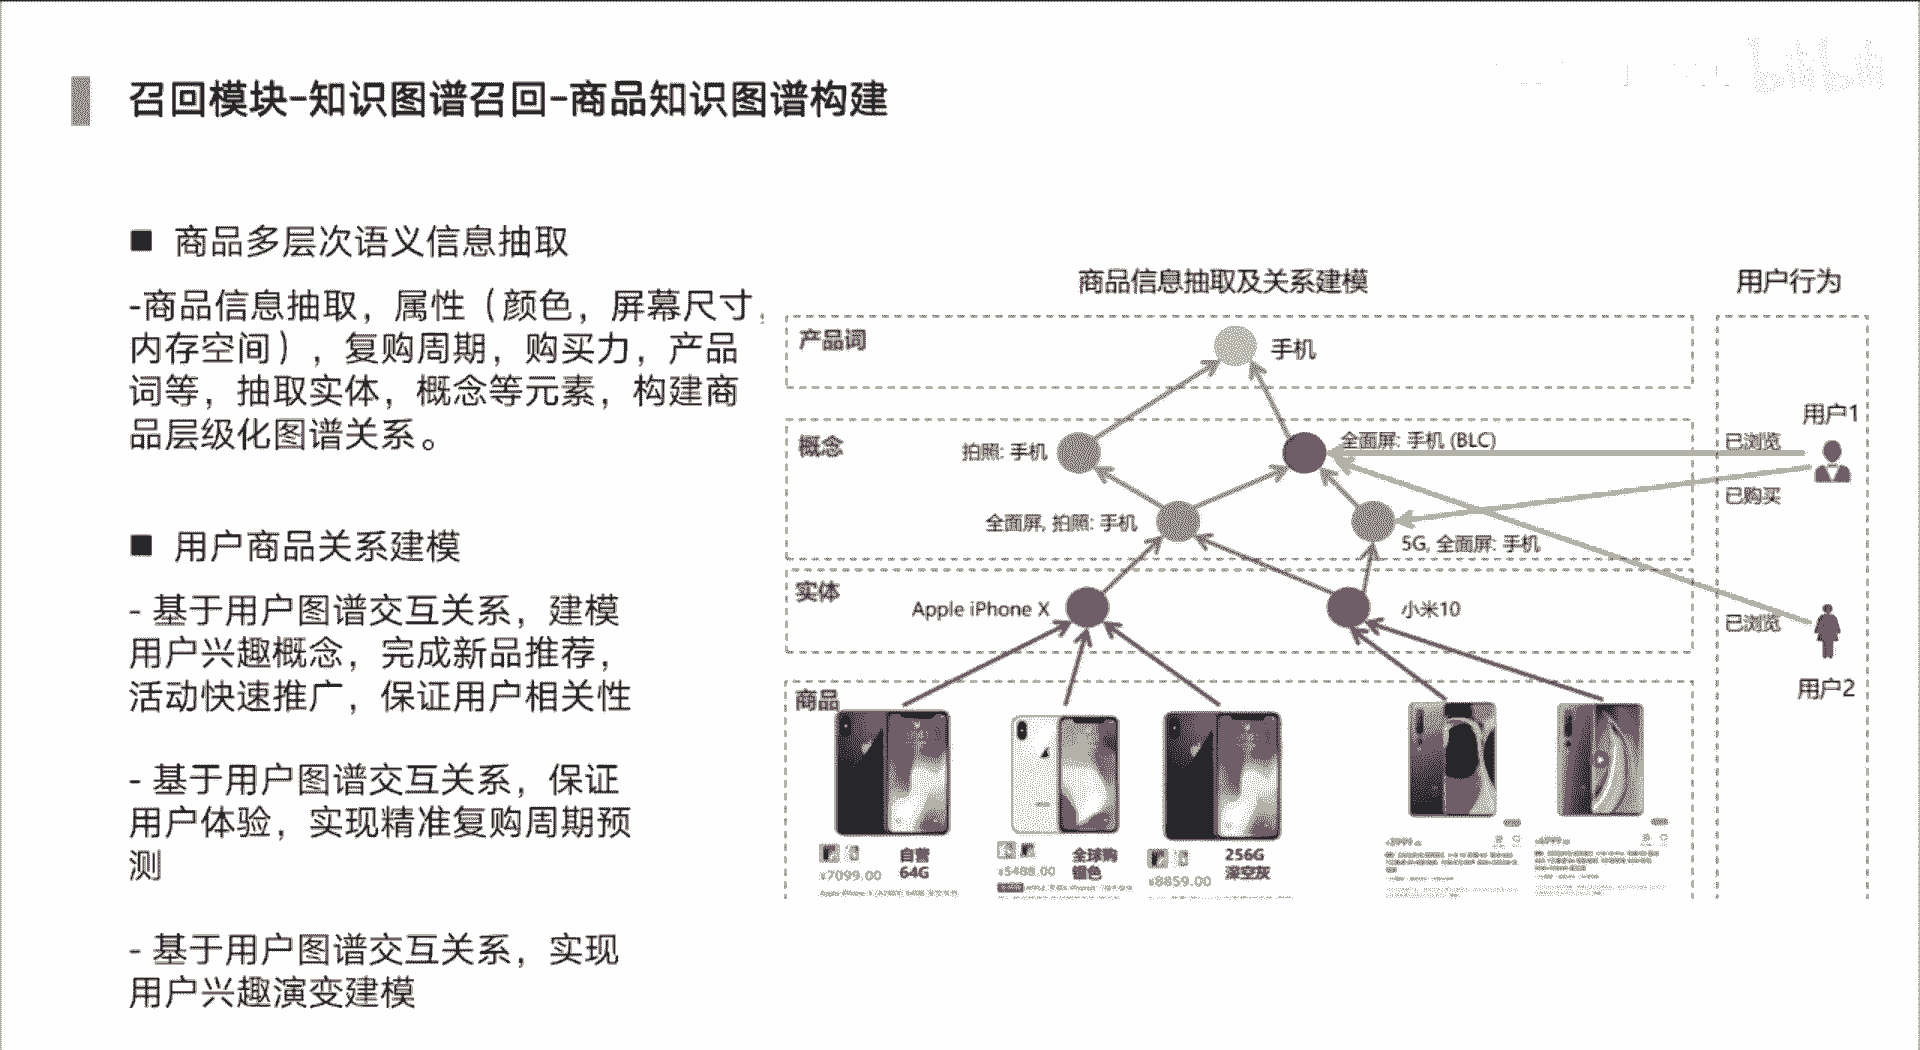 召回模块-知识图谱召回-商品知识图谱构建
bilibili
■ 商品多层次语义信息抽取
-商品信息抽取，属性（颜色，屏幕尺寸，
内存空间），复购周期，购买力，产品
词等，抽取实体，概念等元素，构建商
品层级化图谱关系。
■ 用户商品关系建模
- 基于用户图谱交互关系，建模
用户兴趣概念，完成新品推荐，
活动快速推广，保证用户相关性
- 基于用户图谱交互关系，保证
用户体验，实现精准复购周期预
测
- 基于用户图谱交互关系，实现
用户兴趣演变建模
商品信息抽取及关系建模
用户行为
产品词
手机
概念
拍照: 手机
全面屏: 手机 (BLC)
全面屏, 拍照: 手机
5G, 全面屏: 手机
实体
Apple iPhone X
小米10
商品
自营
64G
¥7099.00
全球购
银色
¥5488.00
256G
深空灰
¥8859.00
用户1
已浏览
已购买
已浏览
用户2